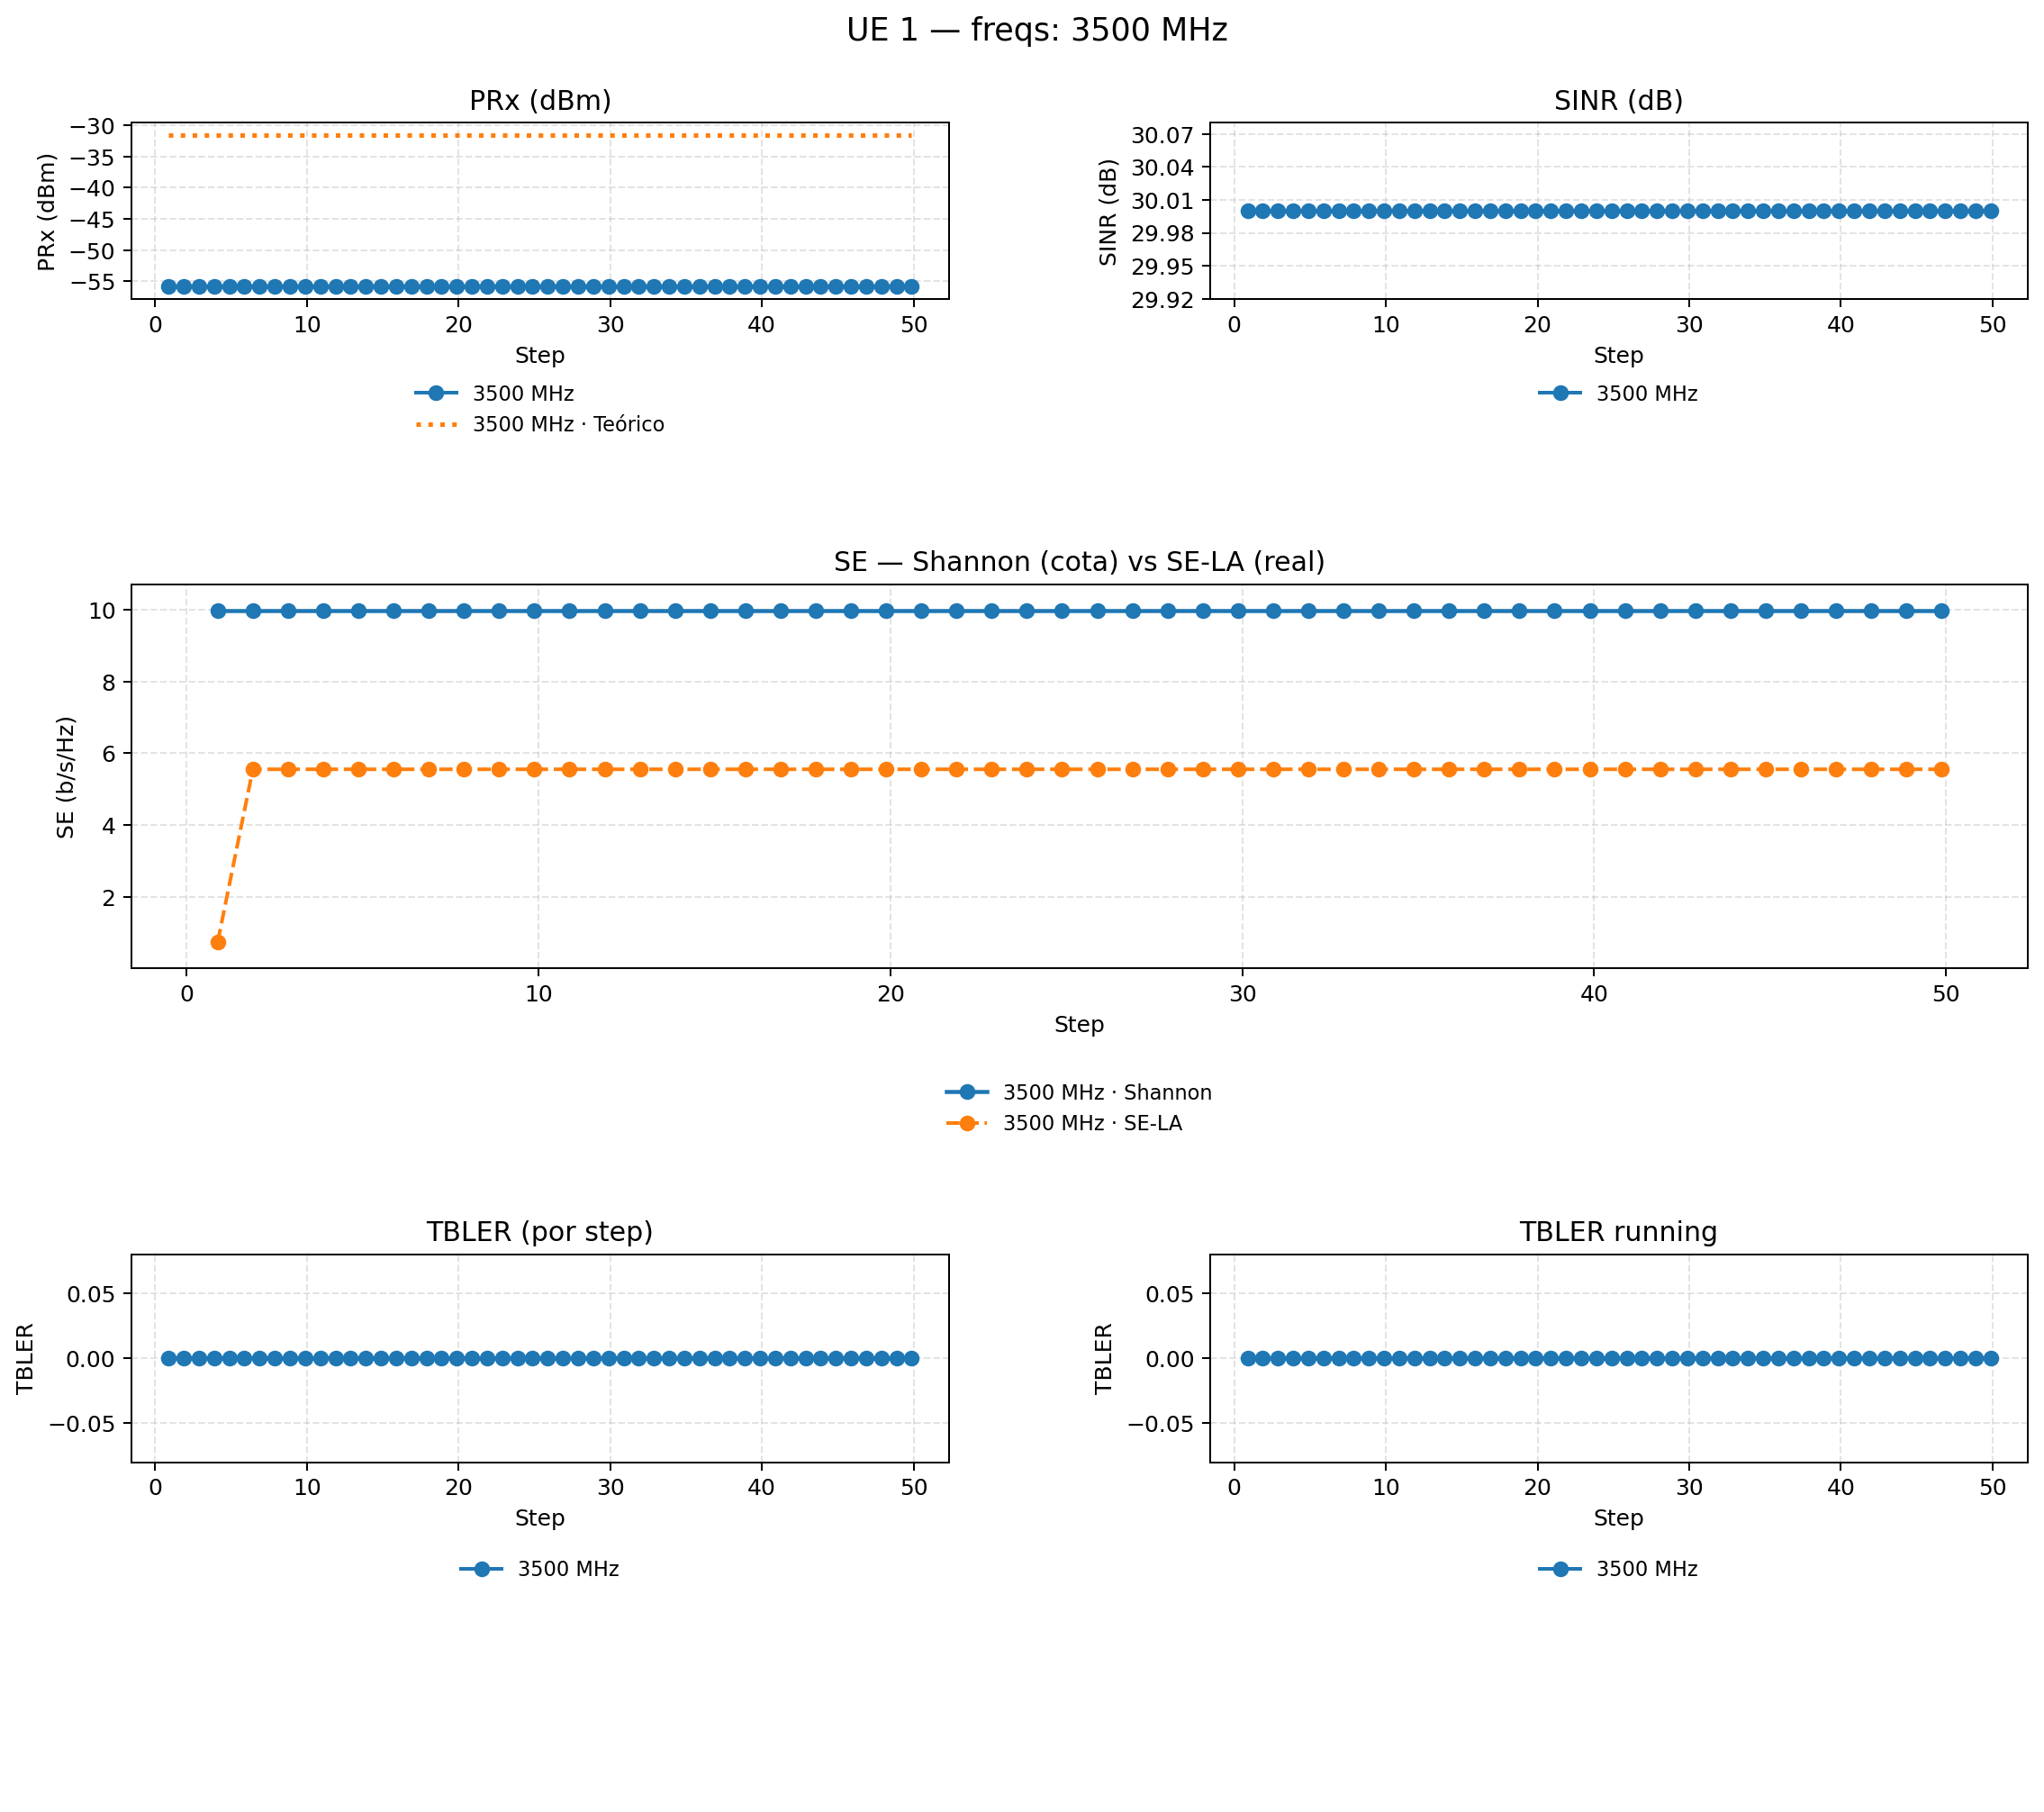 UE 1 — freqs: 3500 MHz
PRx (dBm)
PRx (dBm)
−30
−35
−40
−45
−50
−55
0 10 20 30 40 50
Step
3500 MHz
3500 MHz · Teórico
SINR (dB)
SINR (dB)
30.07
30.04
30.01
29.98
29.95
29.92
0 10 20 30 40 50
Step
3500 MHz
SE — Shannon (cota) vs SE-LA (real)
SE (b/s/Hz)
10
8
6
4
2
0 10 20 30 40 50
Step
3500 MHz · Shannon
3500 MHz · SE-LA
TBLER (por step)
TBLER
0.05
0.00
−0.05
0 10 20 30 40 50
Step
3500 MHz
TBLER running
TBLER
0.05
0.00
−0.05
0 10 20 30 40 50
Step
3500 MHz